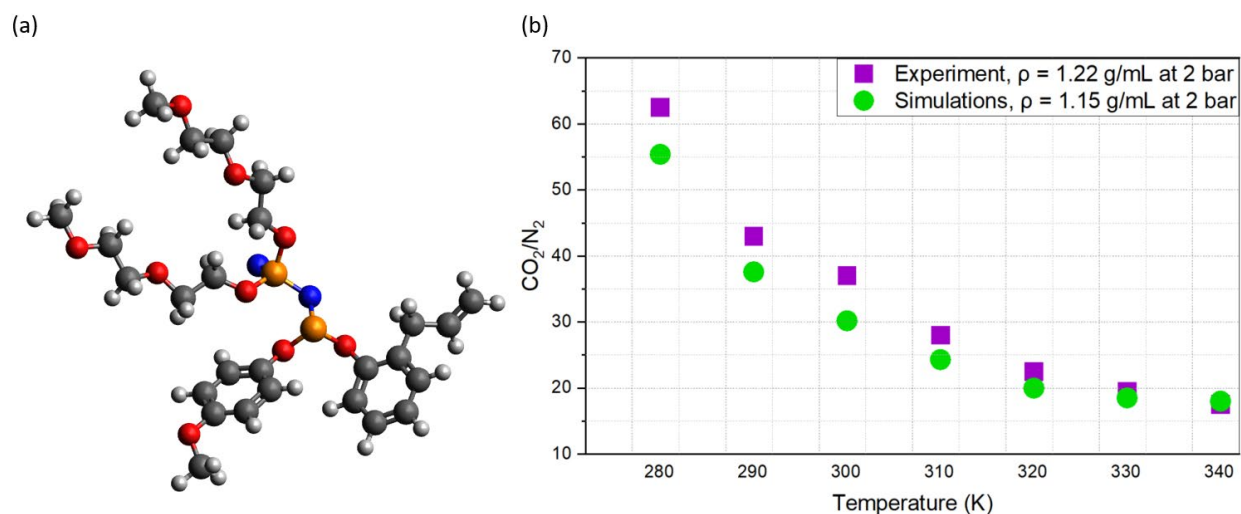 (a)
(b)
Experiment, ρ = 1.22 g/mL at 2 bar
Simulations, ρ = 1.15 g/mL at 2 bar
CO₂/N₂
70
60
50
40
30
20
10
280 290 300 310 320 330 340
Temperature (K)